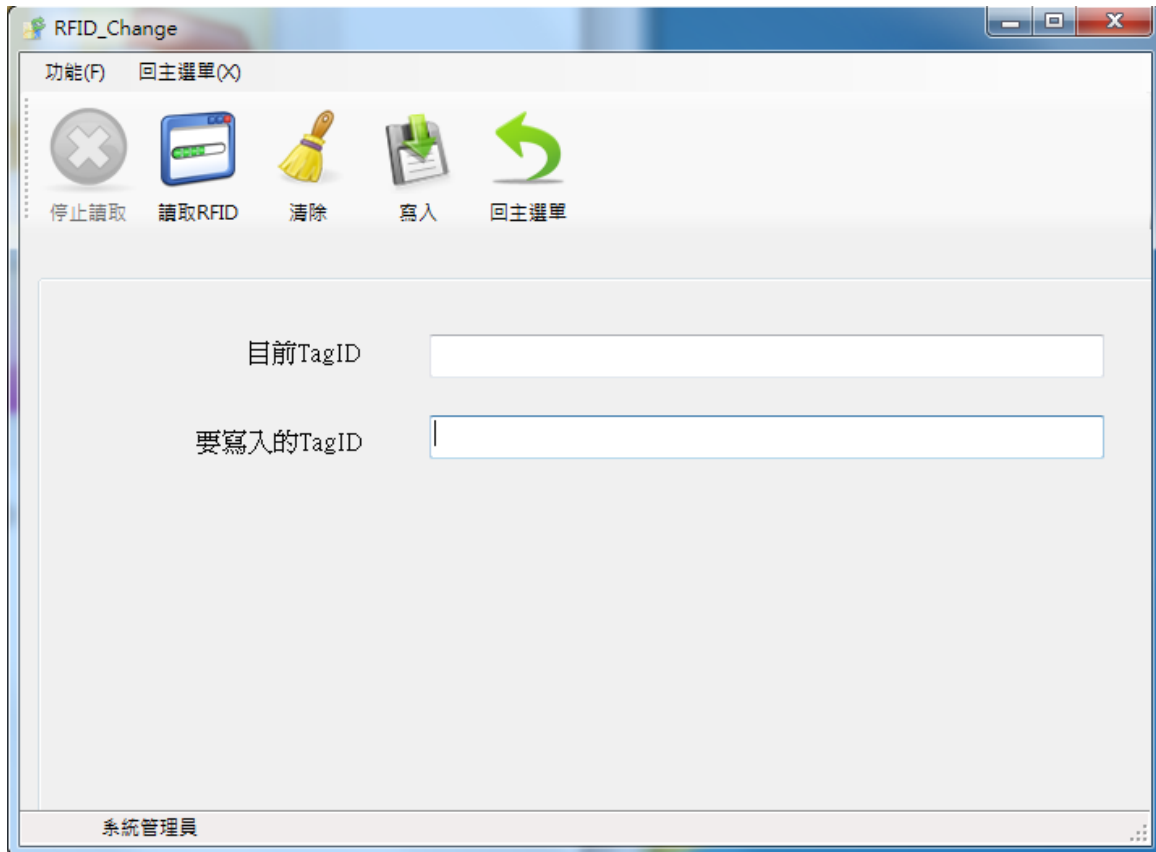 RFID_Change
功能(F) 回主選單(X)
停止讀取 讀取RFID 清除 寫入 回主選單
目前TagID
要寫入的TagID
系統管理員